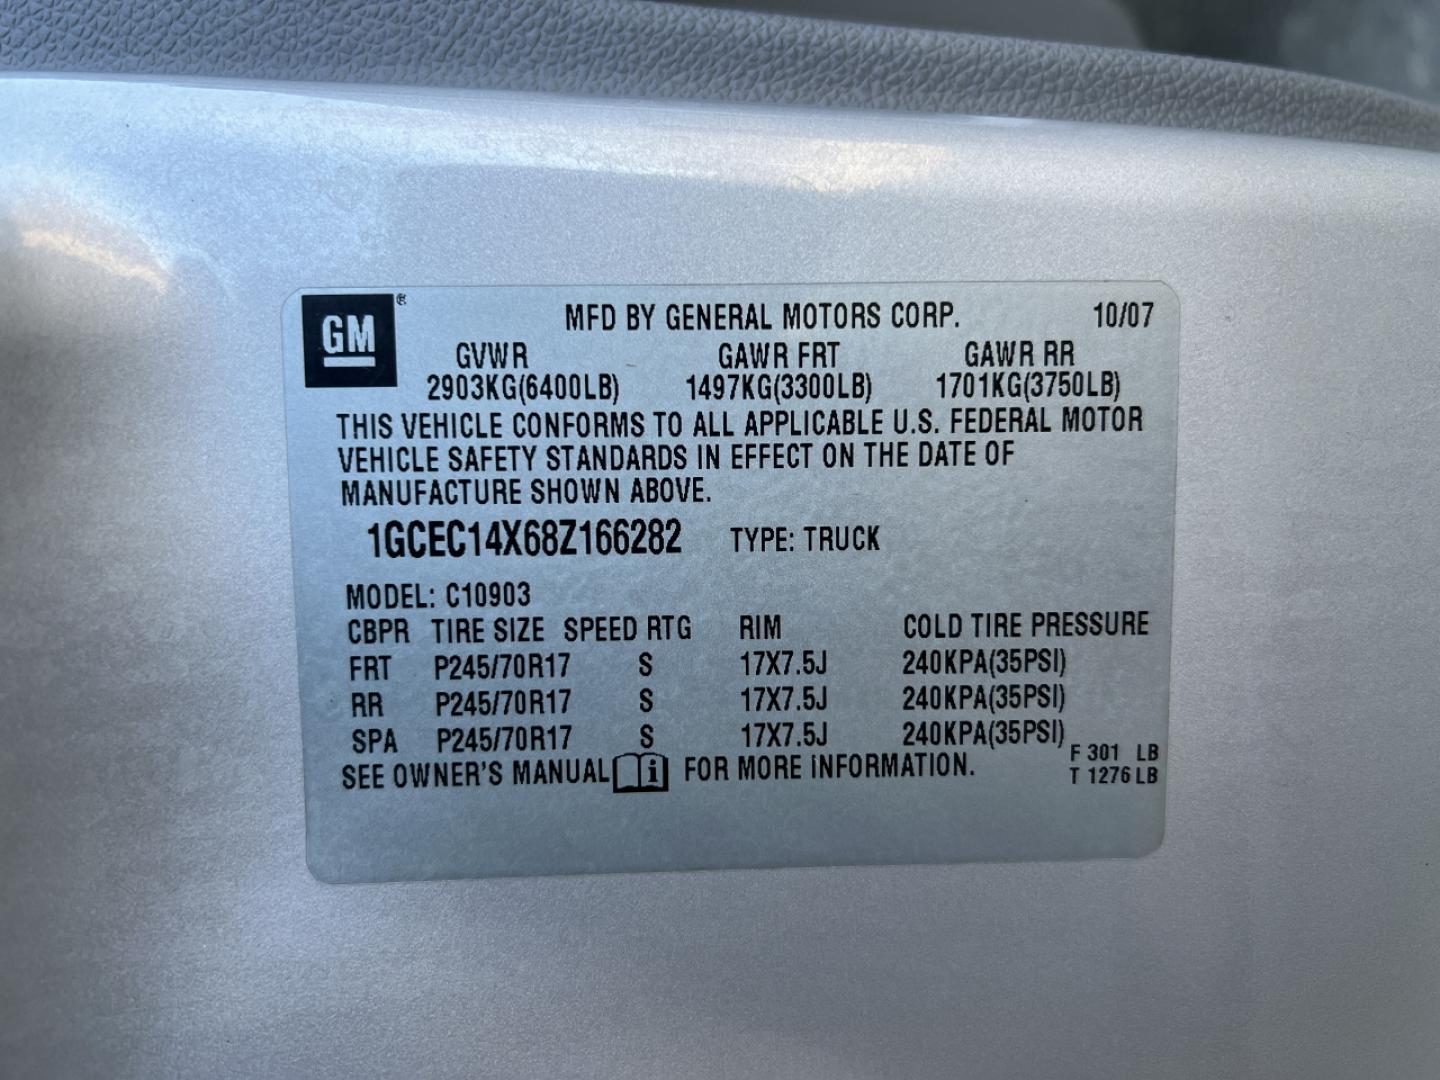 GM ® MFD BY GENERAL MOTORS CORP. 10/07
GVWR GAWR FRT GAWR RR
2903KG(6400LB) 1497KG(3300LB) 1701KG(3750LB)
THIS VEHICLE CONFORMS TO ALL APPLICABLE U.S. FEDERAL MOTOR
VEHICLE SAFETY STANDARDS IN EFFECT ON THE DATE OF
MANUFACTURE SHOWN ABOVE.
1GCEC14X68Z166282 TYPE: TRUCK
MODEL: C10903
CBPR TIRE SIZE SPEED RTG RIM COLD TIRE PRESSURE
FRT P245/70R17 S 17X7.5J 240KPA(35PSI)
RR P245/70R17 S 17X7.5J 240KPA(35PSI)
SPA P245/70R17 S 17X7.5J 240KPA(35PSI)
SEE OWNER'S MANUAL i FOR MORE INFORMATION.
F 301 LB
T 1276 LB